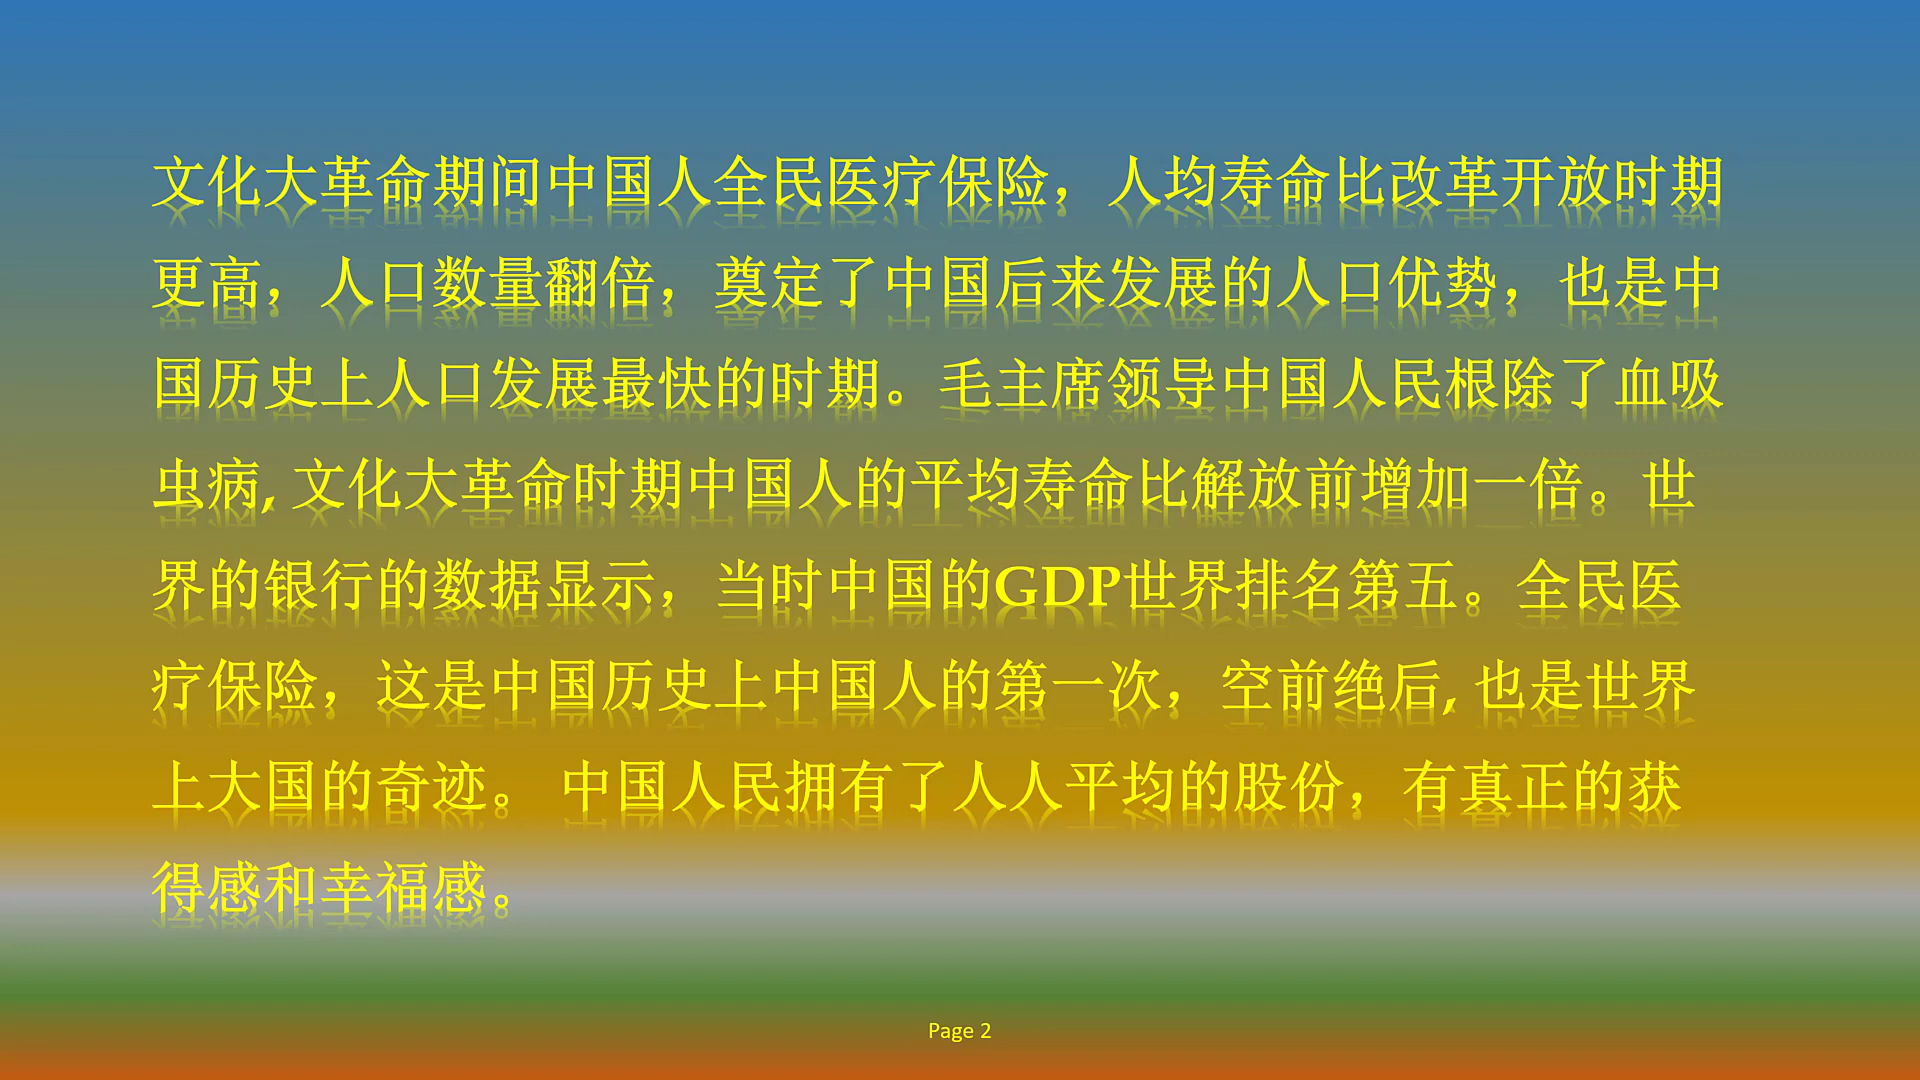 文化大革命期间中国人全民医疗保险，人均寿命比改革开放时期
更高，人口数量翻倍，奠定了中国后来发展的人口优势，也是中
国历史上人口发展最快的时期。毛主席领导中国人民根除了血吸
虫病, 文化大革命时期中国人的平均寿命比解放前增加一倍。世
界的银行的数据显示，当时中国的GDP世界排名第五。全民医
疗保险，这是中国历史上中国人的第一次，空前绝后, 也是世界
上大国的奇迹。 中国人民拥有了人人平均的股份，有真正的获
得感和幸福感。
Page 2